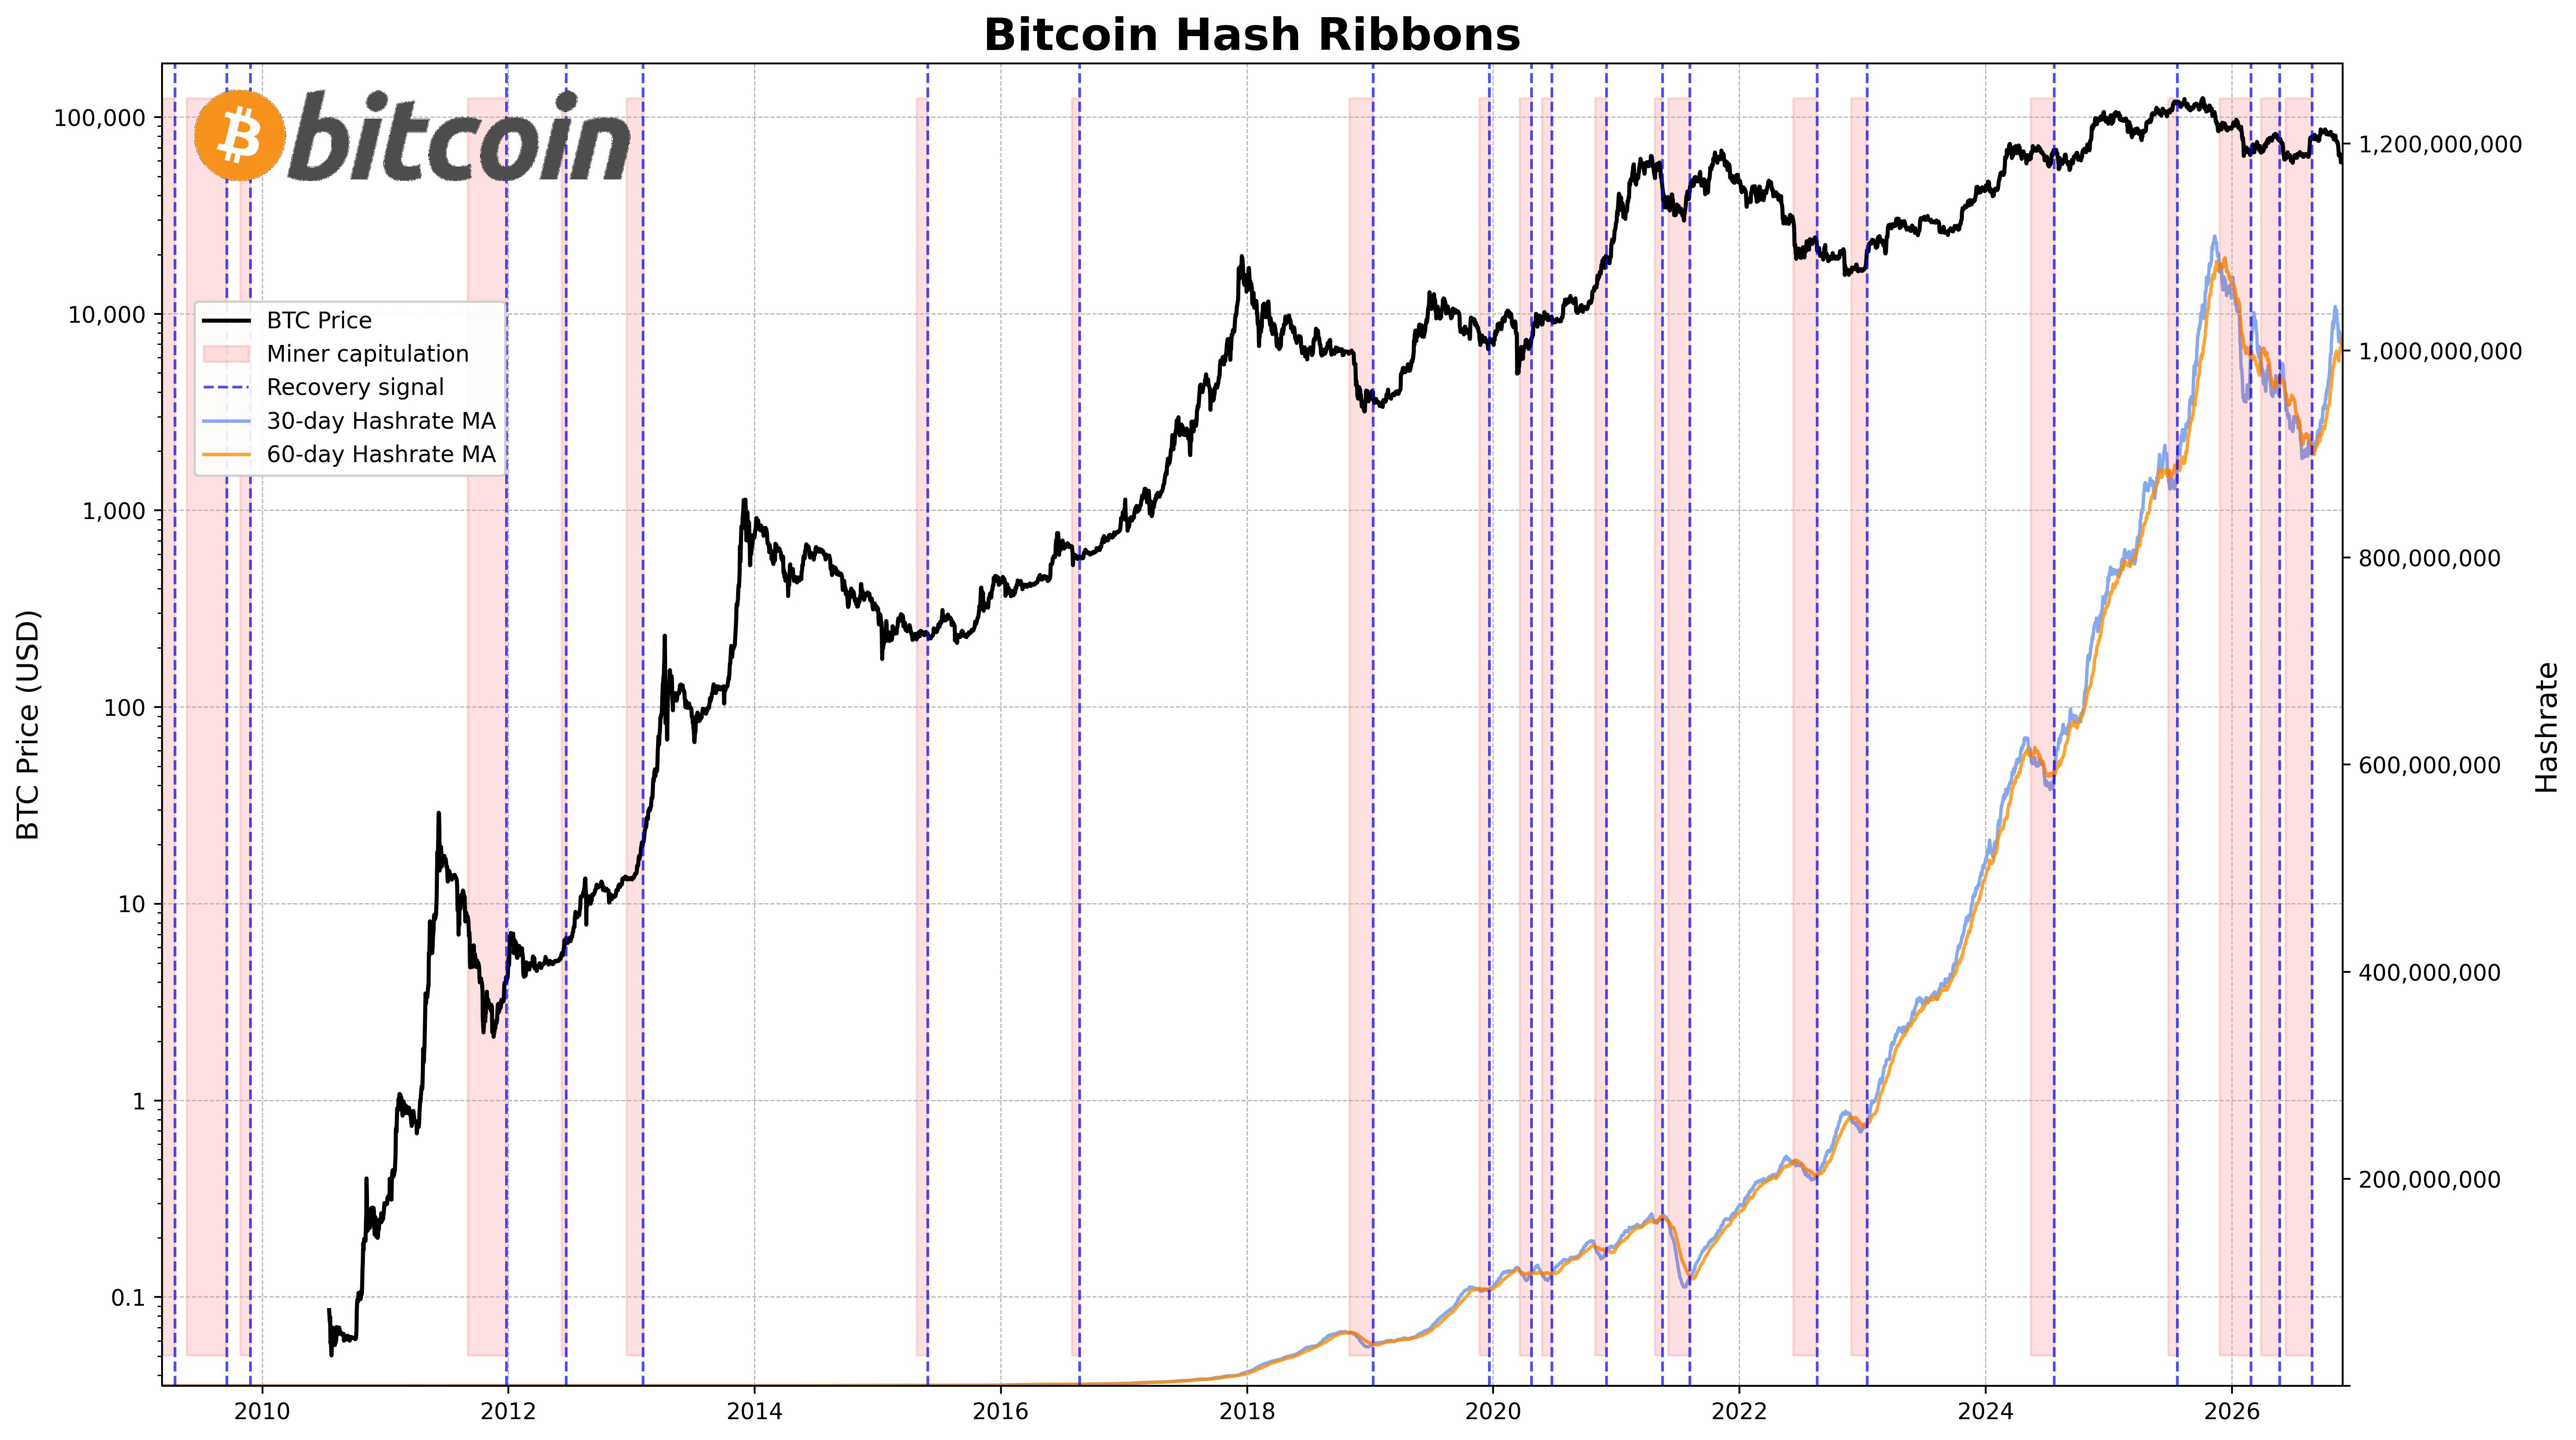 Bitcoin Hash Ribbons
bitcoin
BTC Price
Miner capitulation
Recovery signal
30-day Hashrate MA
60-day Hashrate MA
BTC Price (USD)
100,000
10,000
1,000
100
10
1
0.1
1,200,000,000
1,000,000,000
800,000,000
600,000,000
400,000,000
200,000,000
Hashrate
2010 2012 2014 2016 2018 2020 2022 2024 2026